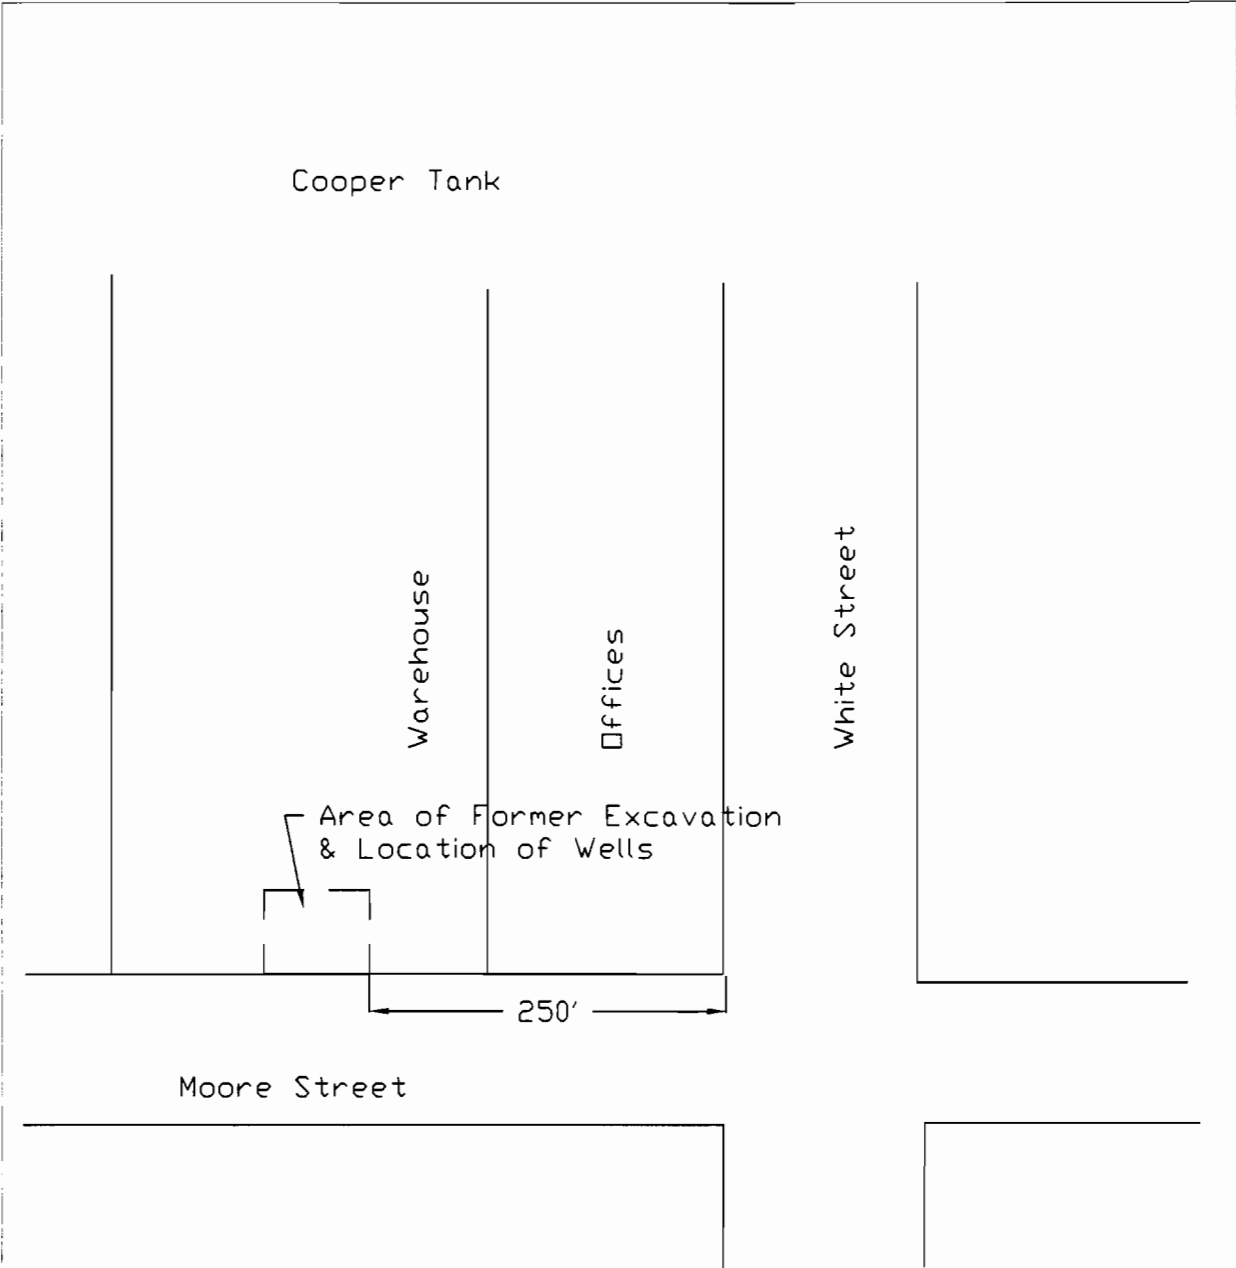 Cooper Tank
Warehouse
Offices
White Street
Area of Former Excavation
& Location of Wells
250'
Moore Street